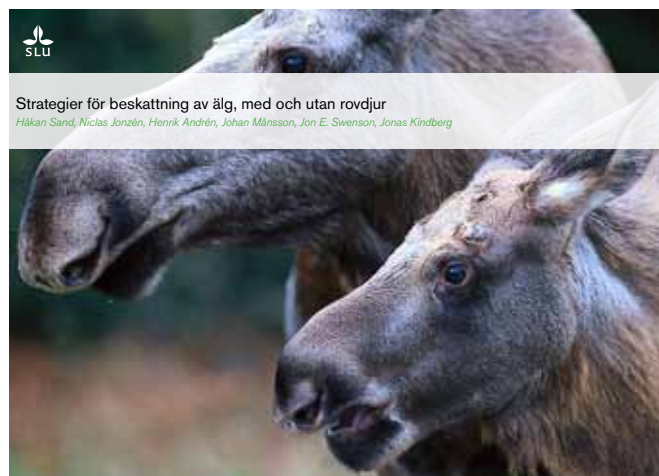 SLU
Strategier för beskattning av älg, med och utan rovdjur
Håkan Sand, Niclas Jonzén, Henrik Andrén, Johan Månsson, Jon E. Swenson, Jonas Kindberg